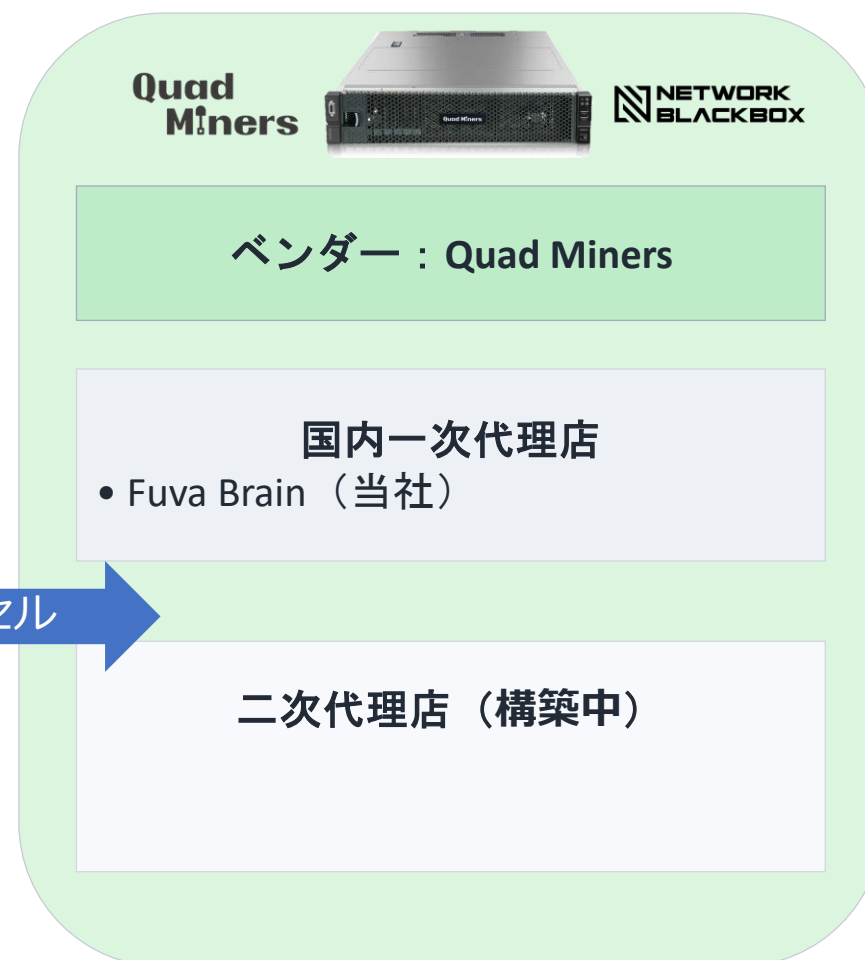 Quad
Miners
Quad Miners
NETWORK
BLACKBOX
ベンダー：Quad Miners
国内一次代理店
• Fuva Brain（当社）
セル
二次代理店（構築中）